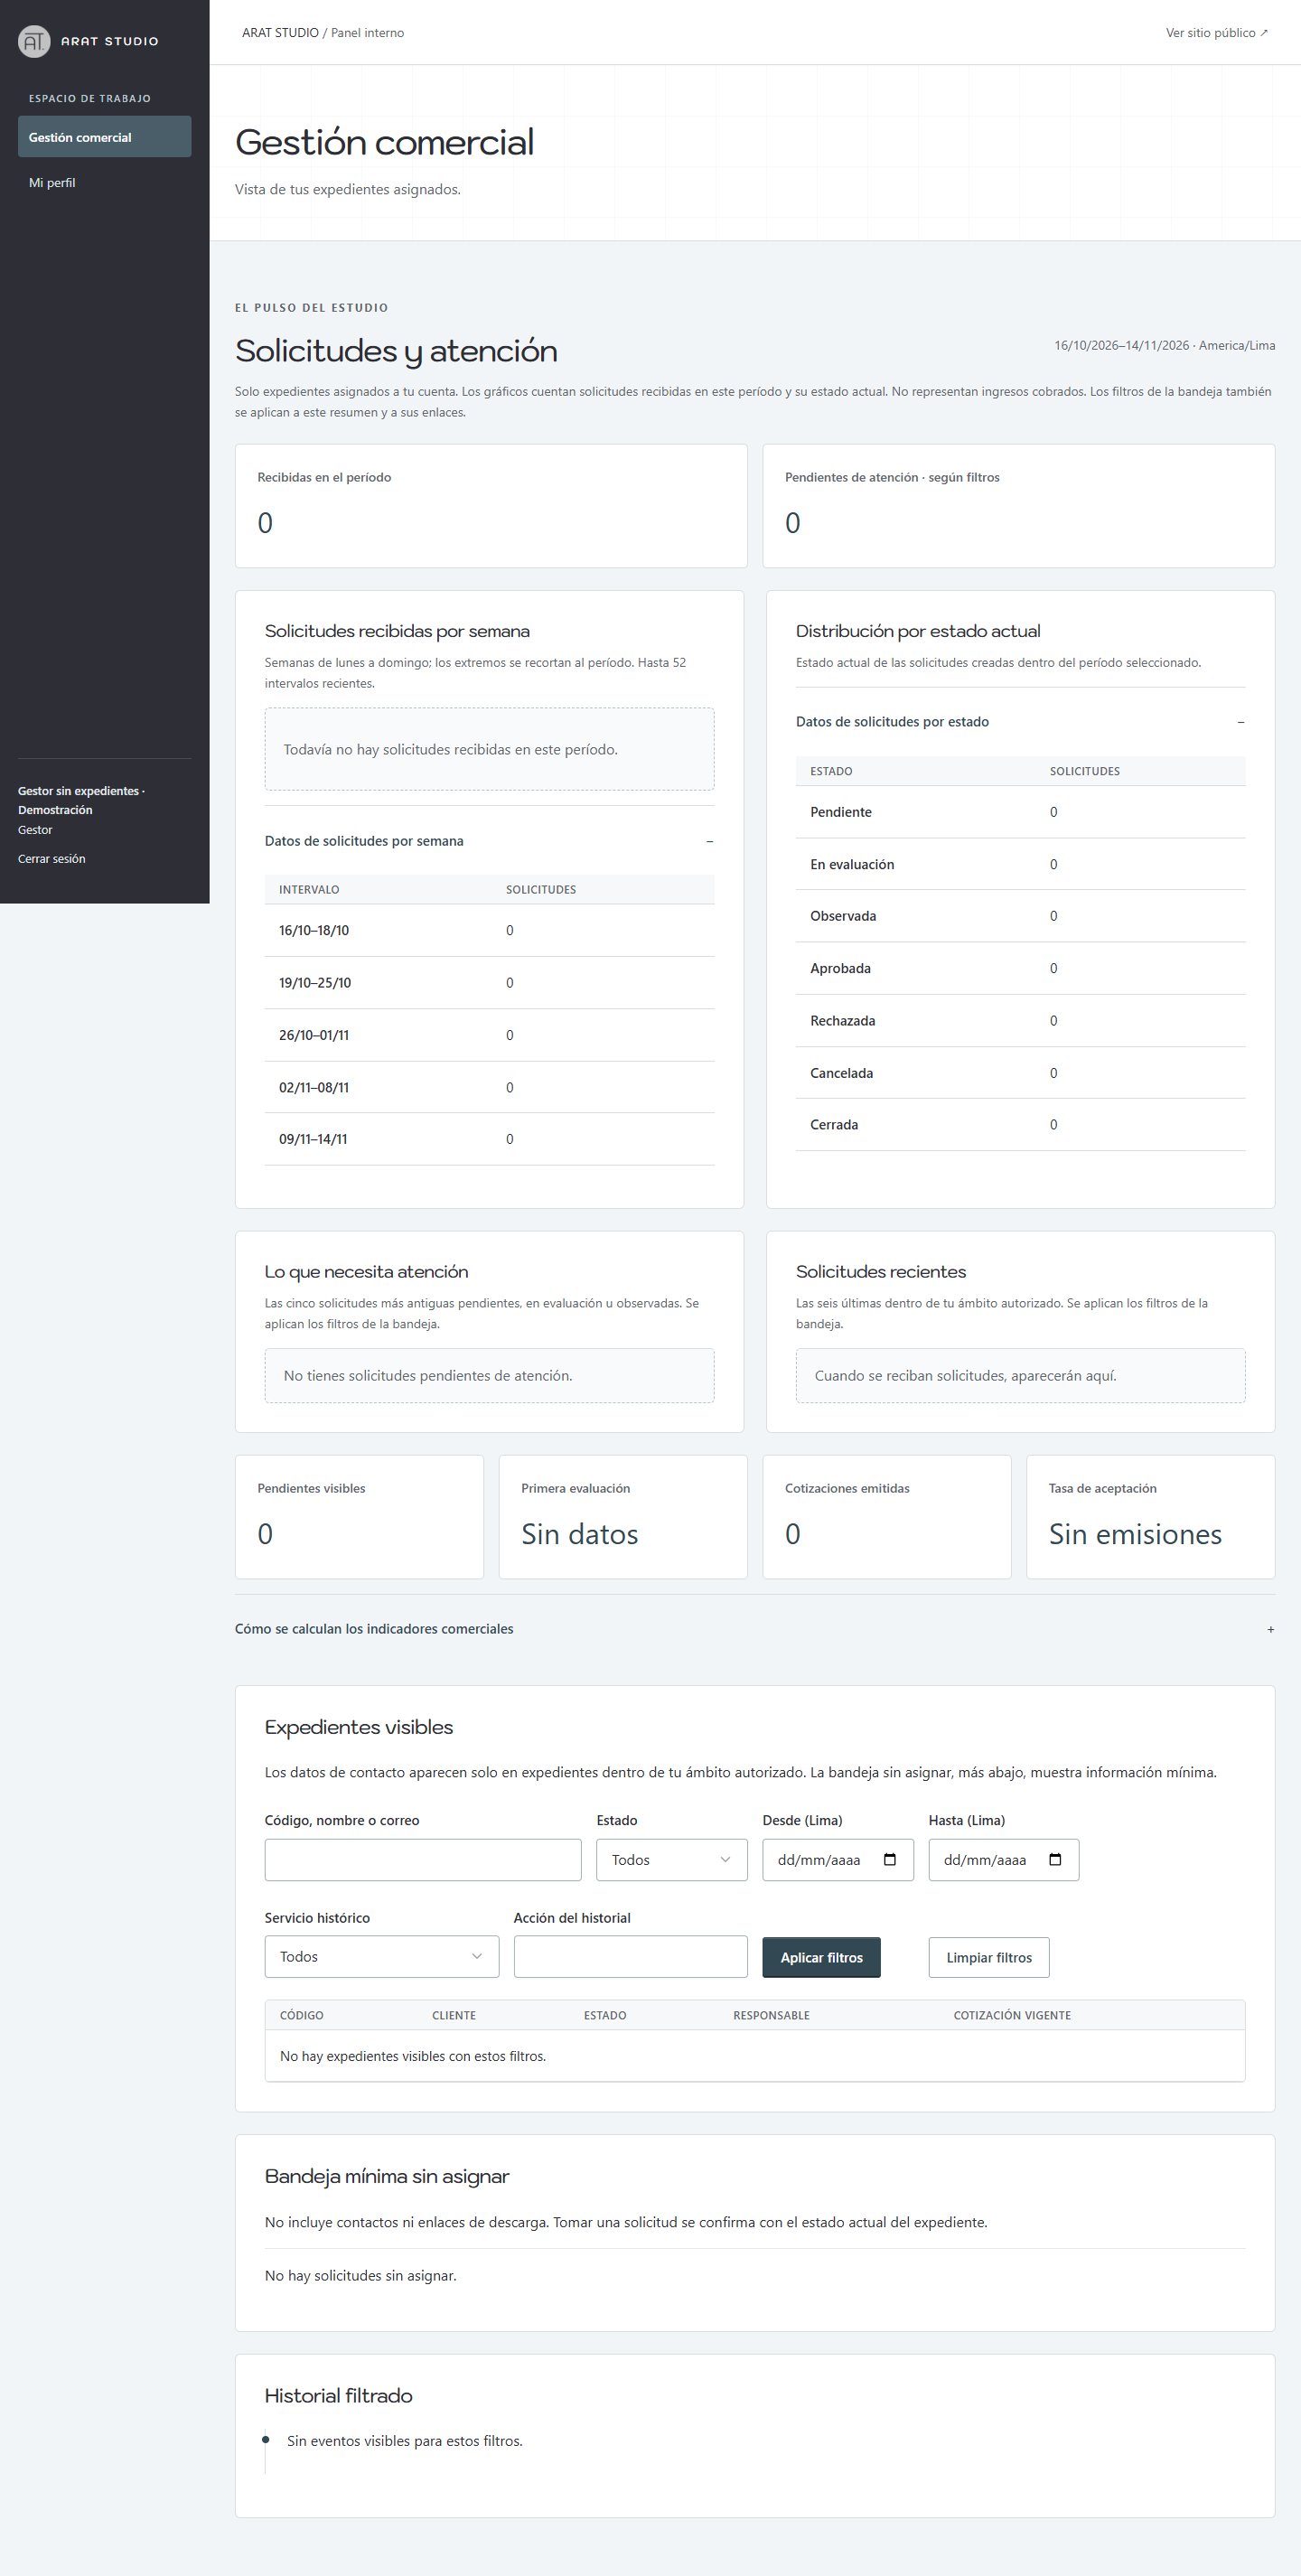 AT.
ARAT STUDIO
ESPACIO DE TRABAJO
Gestión comercial
Mi perfil
Gestor sin expedientes ·
Demostración
Gestor
Cerrar sesión
ARAT STUDIO / Panel interno
Ver sitio público ↗
Gestión comercial
Vista de tus expedientes asignados.
EL PULSO DEL ESTUDIO
Solicitudes y atención
16/10/2026–14/11/2026 · America/Lima
Solo expedientes asignados a tu cuenta. Los gráficos cuentan solicitudes recibidas en este período y su estado actual. No representan ingresos cobrados. Los filtros de la bandeja también
se aplican a este resumen y a sus enlaces.
Recibidas en el período
0
Pendientes de atención · según filtros
0
Solicitudes recibidas por semana
Semanas de lunes a domingo; los extremos se recortan al período. Hasta 52
intervalos recientes.
Todavía no hay solicitudes recibidas en este período.
Datos de solicitudes por semana –
INTERVALO SOLICITUDES
16/10–18/10 0
19/10–25/10 0
26/10–01/11 0
02/11–08/11 0
09/11–14/11 0
Distribución por estado actual
Estado actual de las solicitudes creadas dentro del período seleccionado.
Datos de solicitudes por estado –
ESTADO SOLICITUDES
Pendiente 0
En evaluación 0
Observada 0
Aprobada 0
Rechazada 0
Cancelada 0
Cerrada 0
Lo que necesita atención
Las cinco solicitudes más antiguas pendientes, en evaluación u observadas. Se
aplican los filtros de la bandeja.
No tienes solicitudes pendientes de atención.
Solicitudes recientes
Las seis últimas dentro de tu ámbito autorizado. Se aplican los filtros de la
bandeja.
Cuando se reciban solicitudes, aparecerán aquí.
Pendientes visibles
0
Primera evaluación
Sin datos
Cotizaciones emitidas
0
Tasa de aceptación
Sin emisiones
Cómo se calculan los indicadores comerciales +
Expedientes visibles
Los datos de contacto aparecen solo en expedientes dentro de tu ámbito autorizado. La bandeja sin asignar, más abajo, muestra información mínima.
Código, nombre o correo
Estado
Todos
Desde (Lima)
dd/mm/aaaa
Hasta (Lima)
dd/mm/aaaa
Servicio histórico
Todos
Acción del historial
Aplicar filtros
Limpiar filtros
CÓDIGO CLIENTE ESTADO RESPONSABLE COTIZACIÓN VIGENTE
No hay expedientes visibles con estos filtros.
Bandeja mínima sin asignar
No incluye contactos ni enlaces de descarga. Tomar una solicitud se confirma con el estado actual del expediente.
No hay solicitudes sin asignar.
Historial filtrado
Sin eventos visibles para estos filtros.